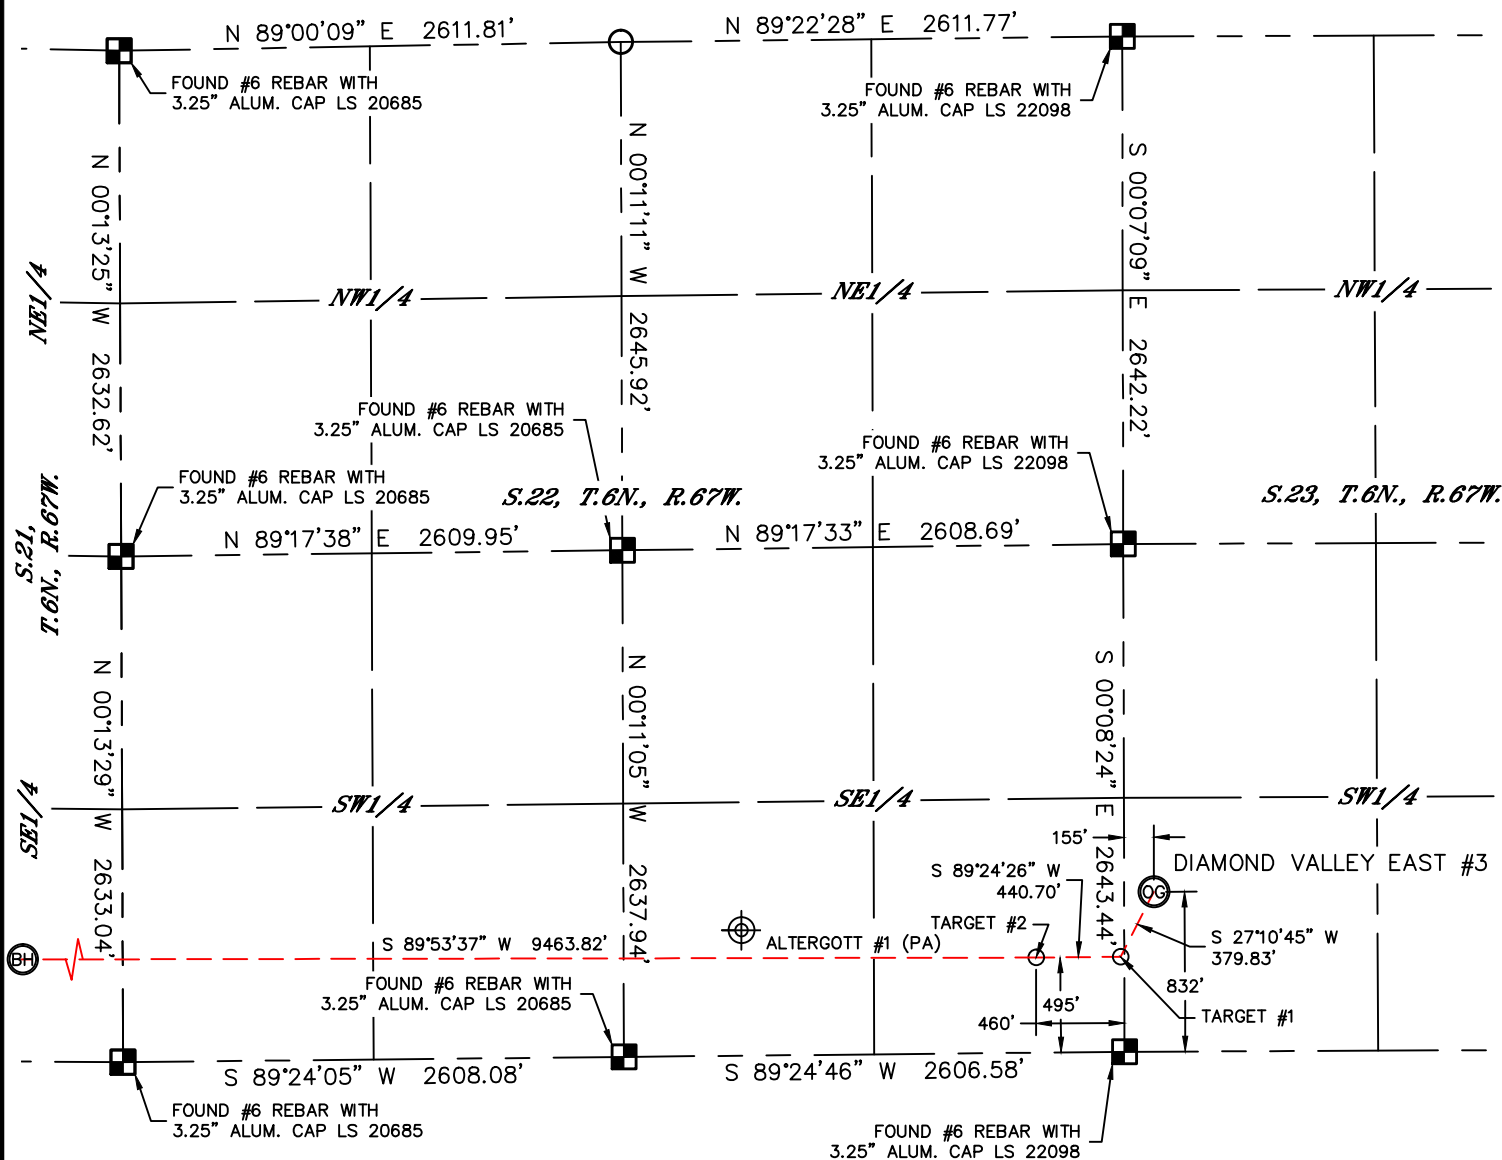 N 89°00'09" E 2611.81'
N 89°22'28" E 2611.77'
FOUND #6 REBAR WITH
3.25" ALUM. CAP LS 20685
FOUND #6 REBAR WITH
3.25" ALUM. CAP LS 22098
N 00°13'25" W 2632.62'
N 00°11'11" W 2645.92'
S 00°07'09" E 2642.22'
NE1/4
NW1/4
NE1/4
NW1/4
FOUND #6 REBAR WITH
3.25" ALUM. CAP LS 20685
FOUND #6 REBAR WITH
3.25" ALUM. CAP LS 22098
FOUND #6 REBAR WITH
3.25" ALUM. CAP LS 20685
S.21,
T.6N., R.67W.
S.22, T.6N., R.67W.
S.23, T.6N., R.67W.
N 89°17'38" E 2609.95'
N 89°17'33" E 2608.69'
N 00°13'29" W 2633.04'
N 00°11'05" W 2637.94'
S 00°08'24" E 2643.44'
SE1/4
SW1/4
SE1/4
SW1/4
155'
DIAMOND VALLEY EAST #3
S 89°24'26" W
440.70'
OG
TARGET #2
ALTERGOTT #1 (PA)
S 89°53'37" W 9463.82'
BH
S 27°10'45" W
379.83'
832'
495'
460'
TARGET #1
FOUND #6 REBAR WITH
3.25" ALUM. CAP LS 20685
S 89°24'05" W 2608.08'
S 89°24'46" W 2606.58'
FOUND #6 REBAR WITH
3.25" ALUM. CAP LS 20685
FOUND #6 REBAR WITH
3.25" ALUM. CAP LS 22098